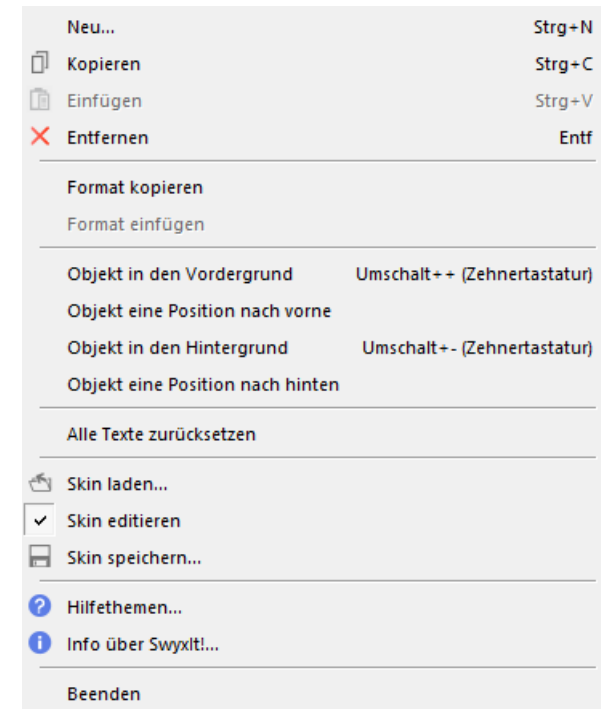 Neu... Strg+N
Kopieren Strg+C
Einfügen Strg+V
Entfernen Entf
Format kopieren
Format einfügen
Objekt in den Vordergrund Umschalt++ (Zehnertastatur)
Objekt eine Position nach vorne
Objekt in den Hintergrund Umschalt+- (Zehnertastatur)
Objekt eine Position nach hinten
Alle Texte zurücksetzen
Skin laden...
Skin editieren
Skin speichern...
Hilfethemen...
Info über SwyxIt!...
Beenden